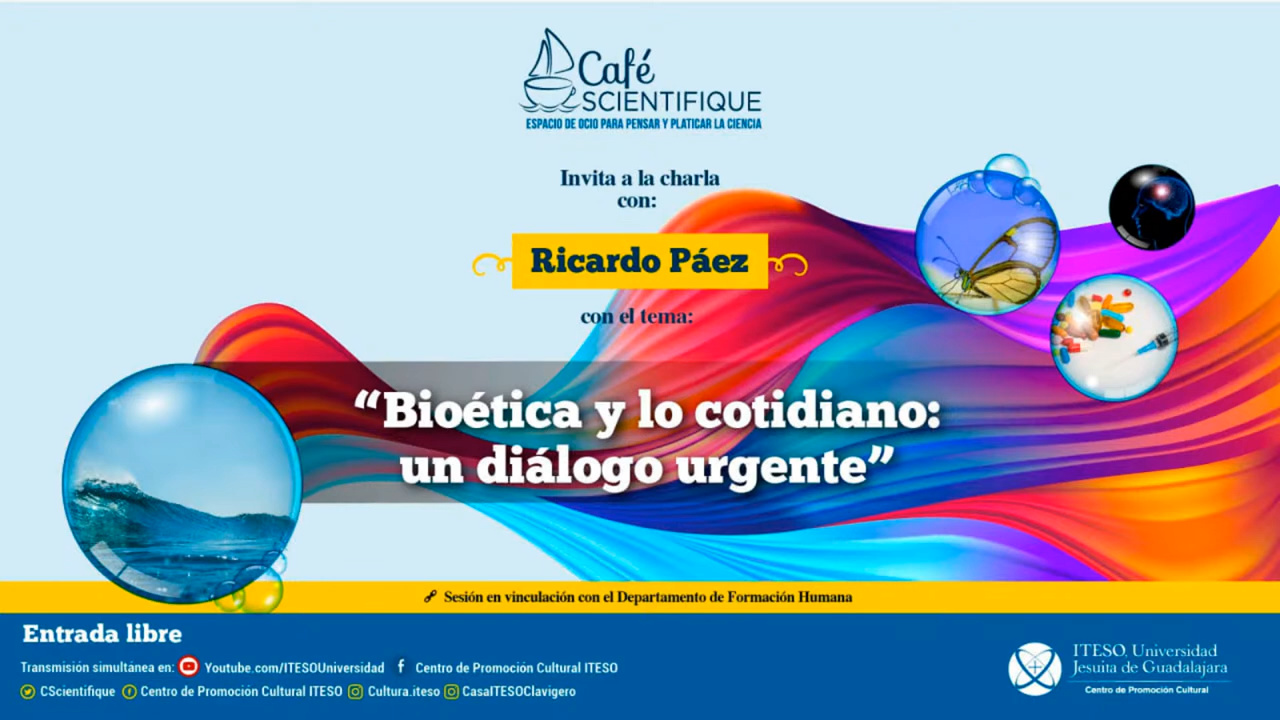 Café
SCIENTIFIQUE
ESPACIO DE OCIO PARA PENSAR Y PLATICAR LA CIENCIA
Invita a la charla
con:
Ricardo Páez
con el tema:
“Bioética y lo cotidiano:
un diálogo urgente”
Sesión en vinculación con el Departamento de Formación Humana
Entrada libre
Transmisión simultánea en: Youtube.com/ITESOUniversidad Centro de Promoción Cultural ITESO
CScientifique Centro de Promoción Cultural ITESO Cultura.iteso CasaITESOClavigero
ITESO, Universidad
Jesuita de Guadalajara
Centro de Promoción Cultural